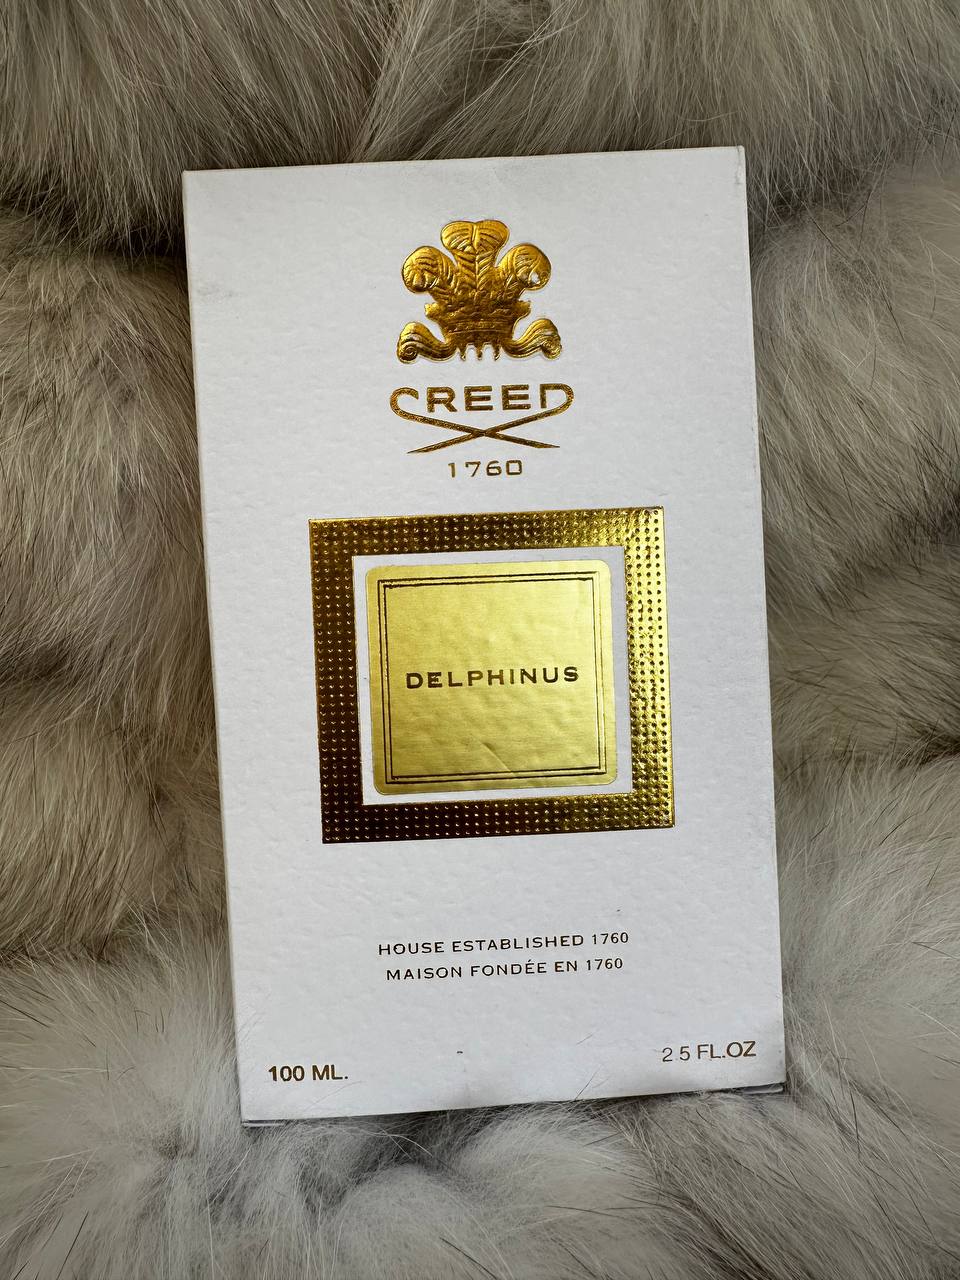 CREED
1760
DELPHINUS
HOUSE ESTABLISHED 1760
MAISON FONDÉE EN 1760
100 ML.
2 5 FL.OZ